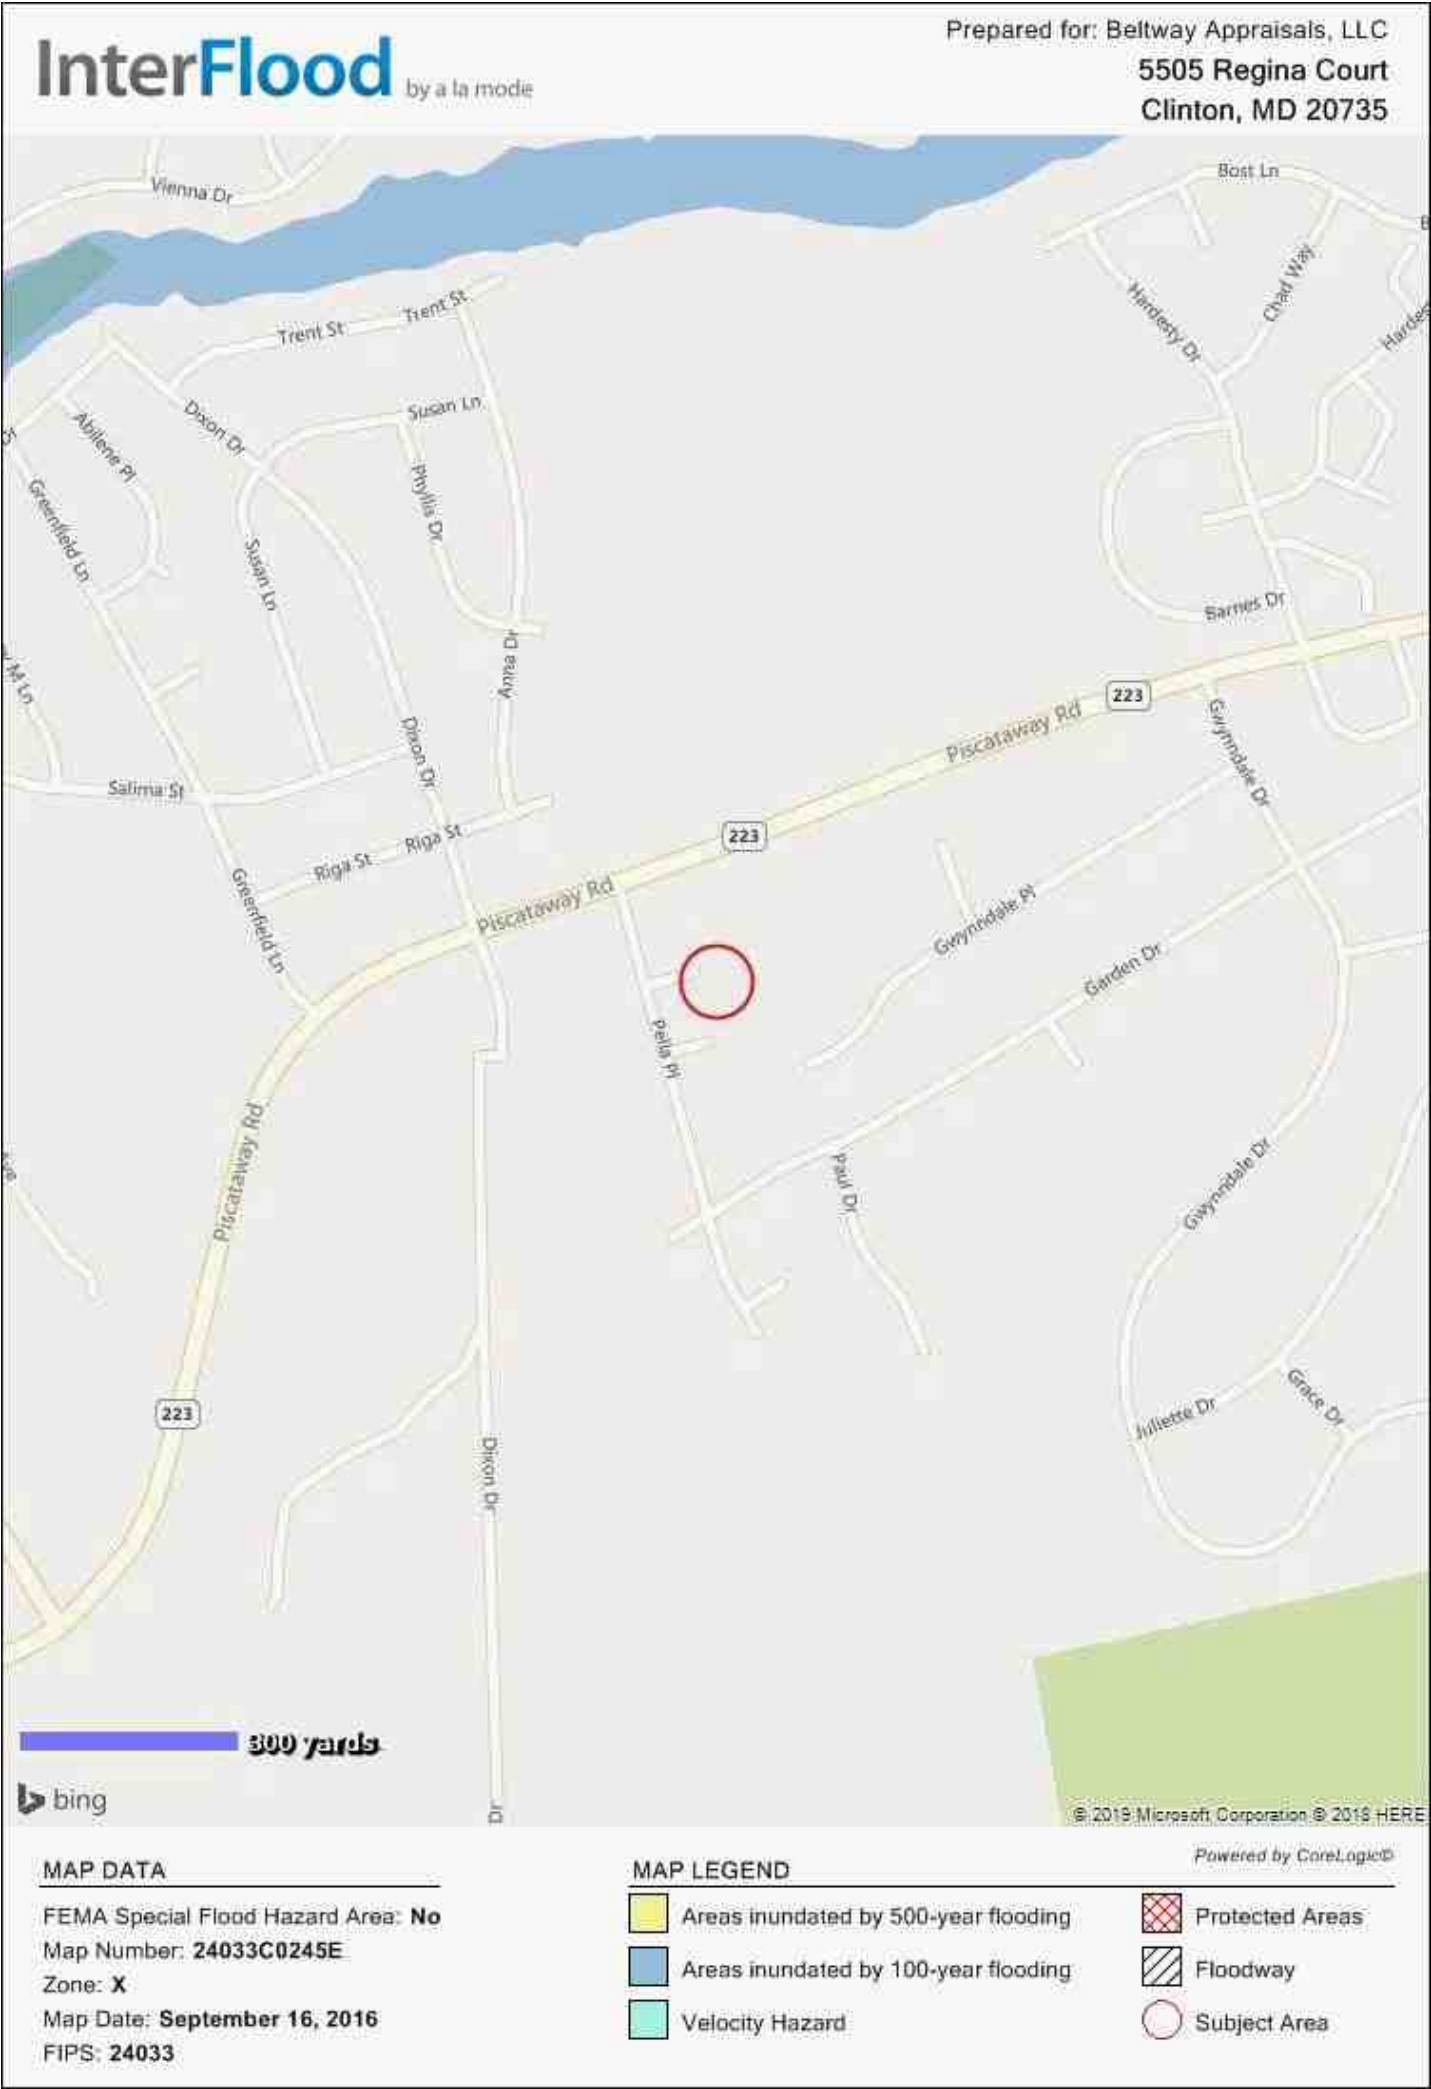 InterFlood by a la mode
Prepared for: Beltway Appraisals, LLC
5505 Regina Court
Clinton, MD 20735
Vienna Dr
Bost Ln
B
Chad Way
Hardesty Dr
Trent St
Trent St
Susan Ln
Dixon Dr
Abilene Pl
Dr
Phyllis Dr
Greenfield Ln
Susan Ln
Barnes Dr
Anna Dr
M Ln
223
Piscataway Rd
Gwynndale Dr
Dixon Dr
Salima St
Riga St
Riga St
223
Greenfield Ln
Piscataway Rd
Gwynndale Pl
Garden Dr
Pella Pl
Piscataway Rd
Paul Dr
Gwynndale Dr
Ave
223
Juliette Dr
Grace Dr
Dixon Dr
300 yards
bing
Dr
© 2019 Microsoft Corporation © 2018 HERE
Powered by CoreLogic©
MAP DATA
FEMA Special Flood Hazard Area: No
Map Number: 24033C0245E
Zone: X
Map Date: September 16, 2016
FIPS: 24033
MAP LEGEND
Areas inundated by 500-year flooding
Areas inundated by 100-year flooding
Velocity Hazard
Protected Areas
Floodway
Subject Area